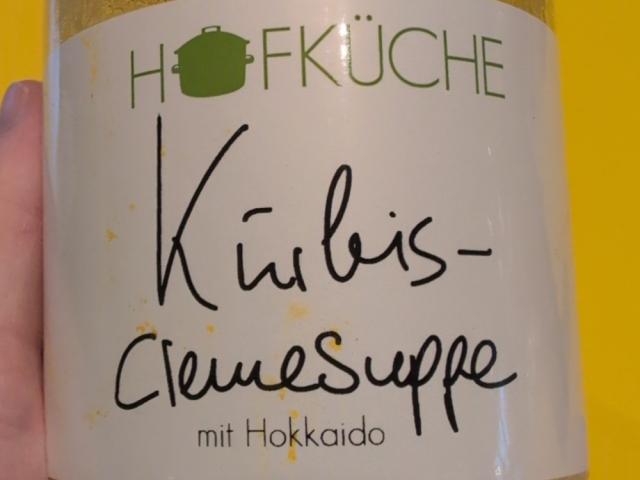 HOFKÜCHE
Kürbis-
cremesuppe
mit Hokkaido